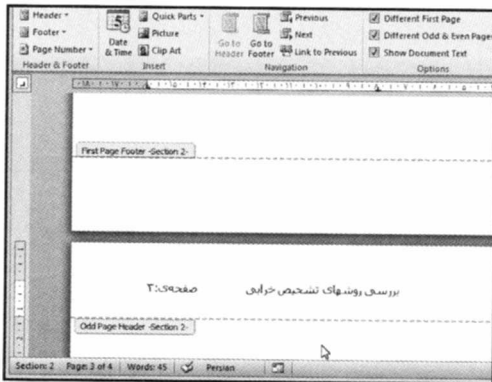 Header Quick Parts Previous Different First Page
Footer Picture Next Different Odd & Even Pages
Page Number Date & Time Clip Art Go to Header Go to Footer Link to Previous Show Document Text
Header & Footer Insert Navigation Options
First Page Footer -Section 2-
بررسی روشهای تشخیص خرابی صفحه‌ی:۳
Odd Page Header -Section 2-
Section: 2 Page: 3 of 4 Words: 45 Persian